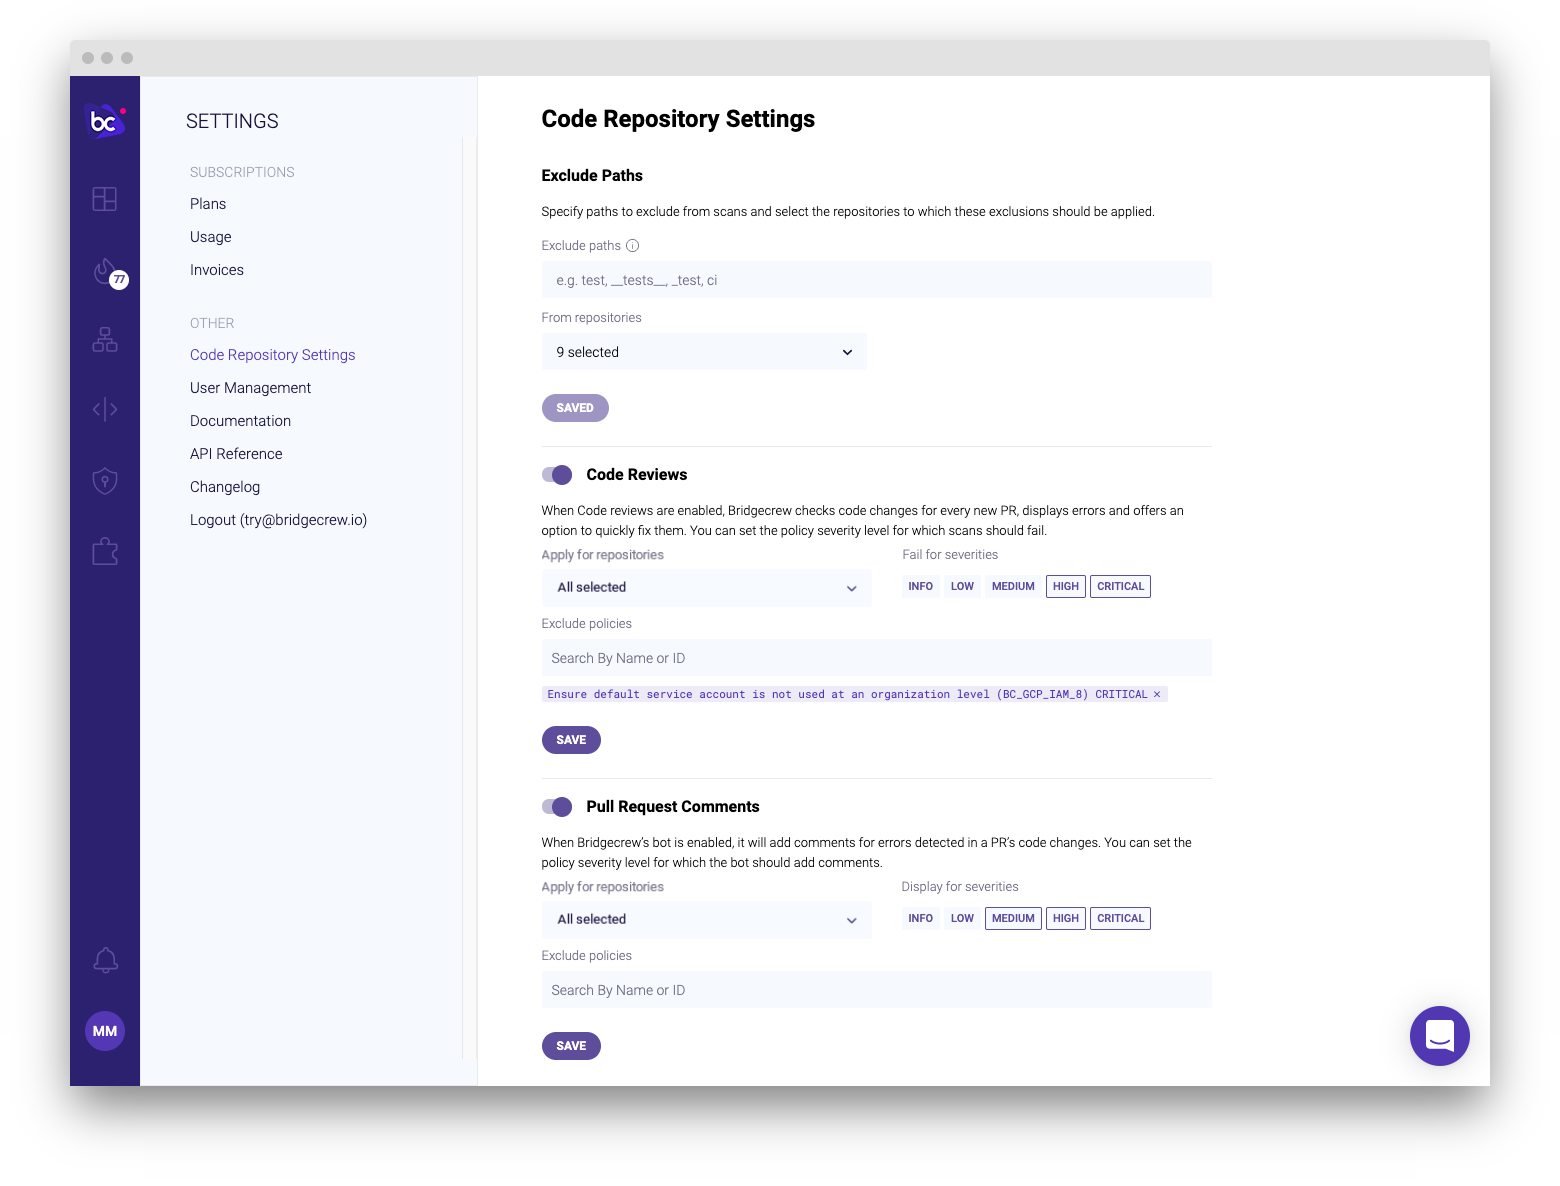 bc
77
MM
SETTINGS
SUBSCRIPTIONS
Plans
Usage
Invoices
OTHER
Code Repository Settings
User Management
Documentation
API Reference
Changelog
Logout (try@bridgecrew.io)
Code Repository Settings
Exclude Paths
Specify paths to exclude from scans and select the repositories to which these exclusions should be applied.
Exclude paths
e.g. test, __tests__, _test, ci
From repositories
9 selected
SAVED
Code Reviews
When Code reviews are enabled, Bridgecrew checks code changes for every new PR, displays errors and offers an
option to quickly fix them. You can set the policy severity level for which scans should fail.
Apply for repositories Fail for severities
All selected INFO LOW MEDIUM HIGH CRITICAL
Exclude policies
Search By Name or ID
Ensure default service account is not used at an organization level (BC_GCP_IAM_8) CRITICAL ×
SAVE
Pull Request Comments
When Bridgecrew's bot is enabled, it will add comments for errors detected in a PR's code changes. You can set the
policy severity level for which the bot should add comments.
Apply for repositories Display for severities
All selected INFO LOW MEDIUM HIGH CRITICAL
Exclude policies
Search By Name or ID
SAVE